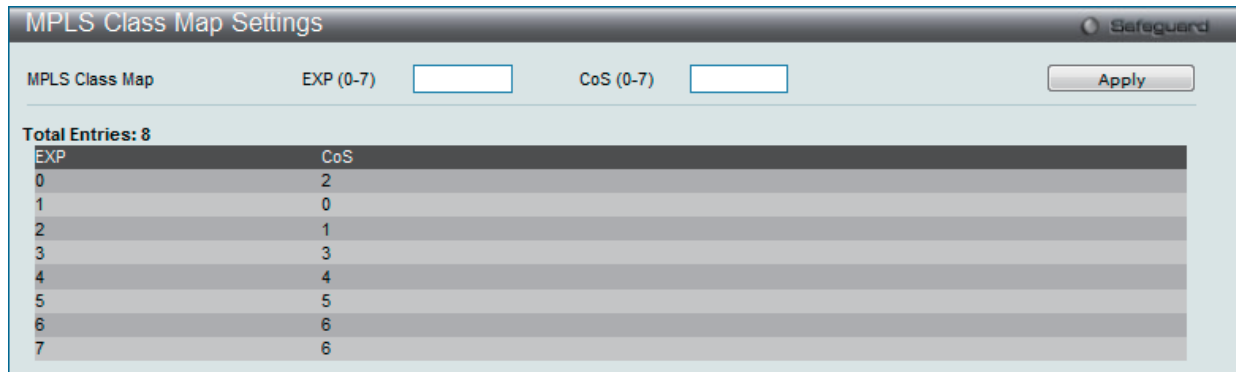 MPLS Class Map Settings
Safeguard
MPLS Class Map EXP (0-7) CoS (0-7) Apply
Total Entries: 8
EXP CoS
0 2
1 0
2 1
3 3
4 4
5 5
6 6
7 6